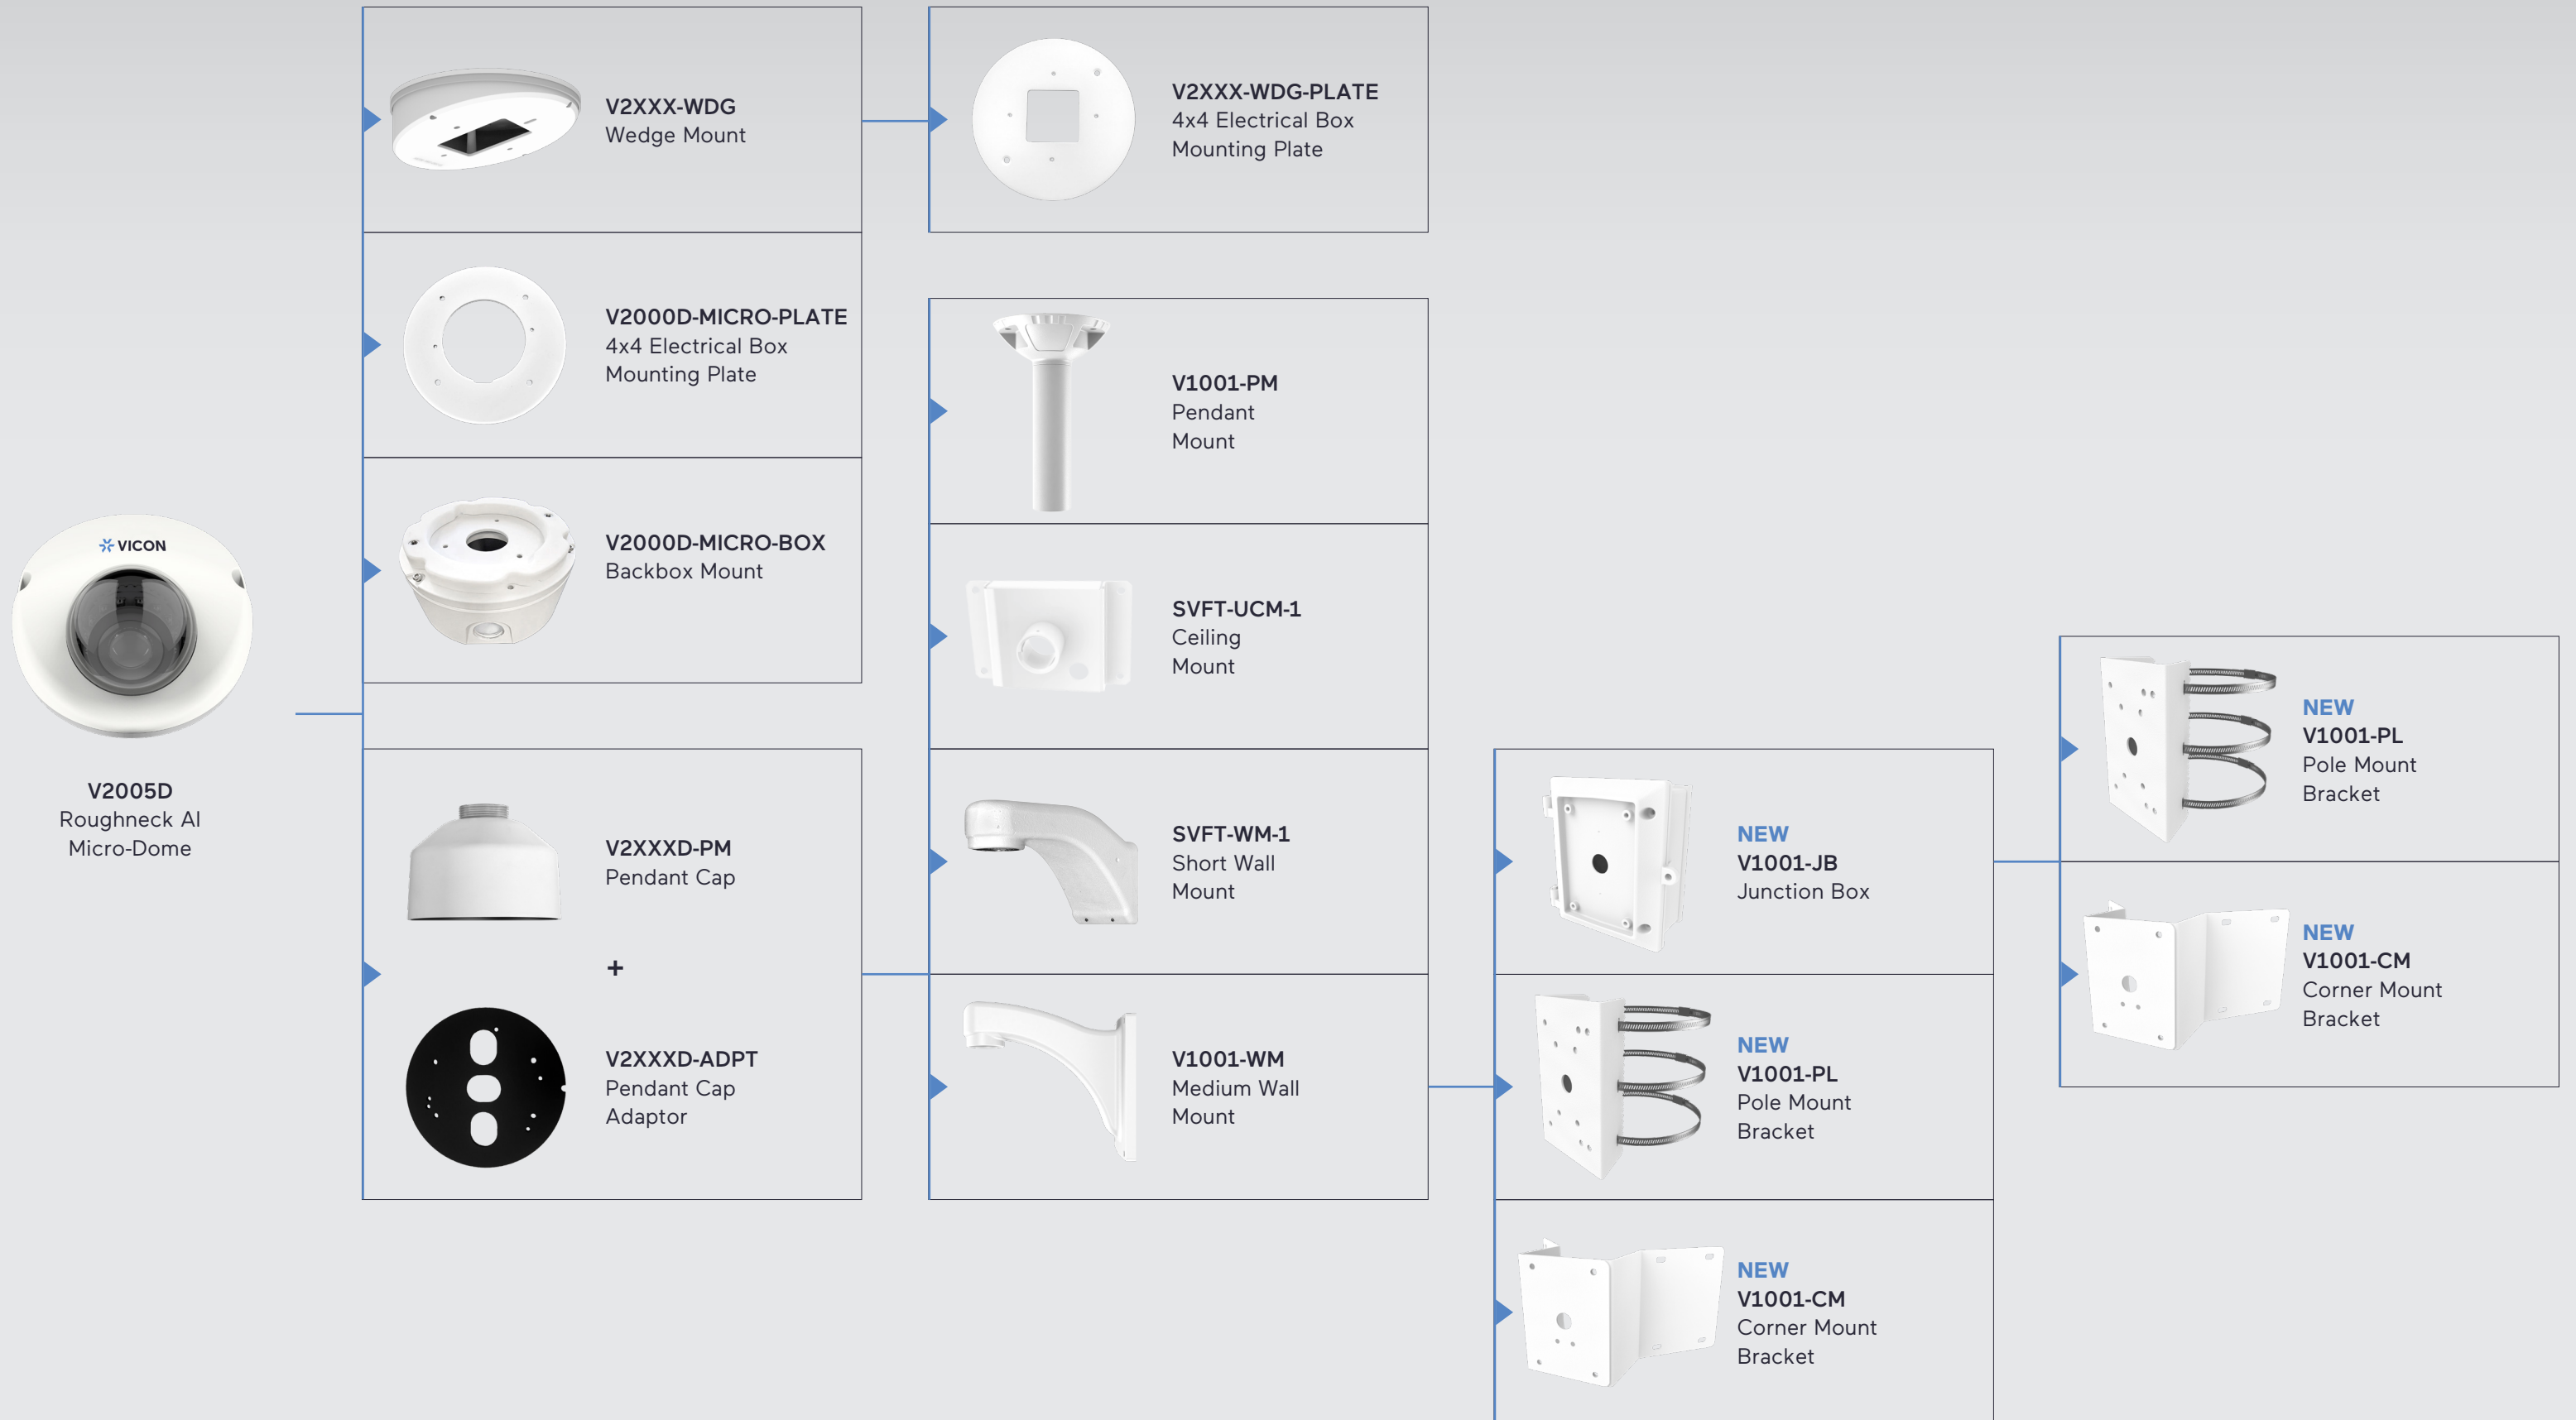 V2XXX-WDG
Wedge Mount
V2XXX-WDG-PLATE
4x4 Electrical Box
Mounting Plate
V2000D-MICRO-PLATE
4x4 Electrical Box
Mounting Plate
V1001-PM
Pendant
Mount
VICON
V2000D-MICRO-BOX
Backbox Mount
SVFT-UCM-1
Ceiling
Mount
V2005D
Roughneck AI
Micro-Dome
V2XXXD-PM
Pendant Cap
+
V2XXXD-ADPT
Pendant Cap
Adaptor
SVFT-WM-1
Short Wall
Mount
V1001-WM
Medium Wall
Mount
NEW
V1001-JB
Junction Box
NEW
V1001-PL
Pole Mount
Bracket
NEW
V1001-CM
Corner Mount
Bracket
NEW
V1001-PL
Pole Mount
Bracket
NEW
V1001-CM
Corner Mount
Bracket